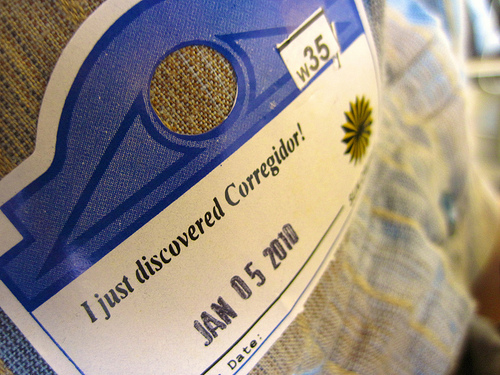 w35
I just discovered Corregidor!
JAN 05 2010
Date: